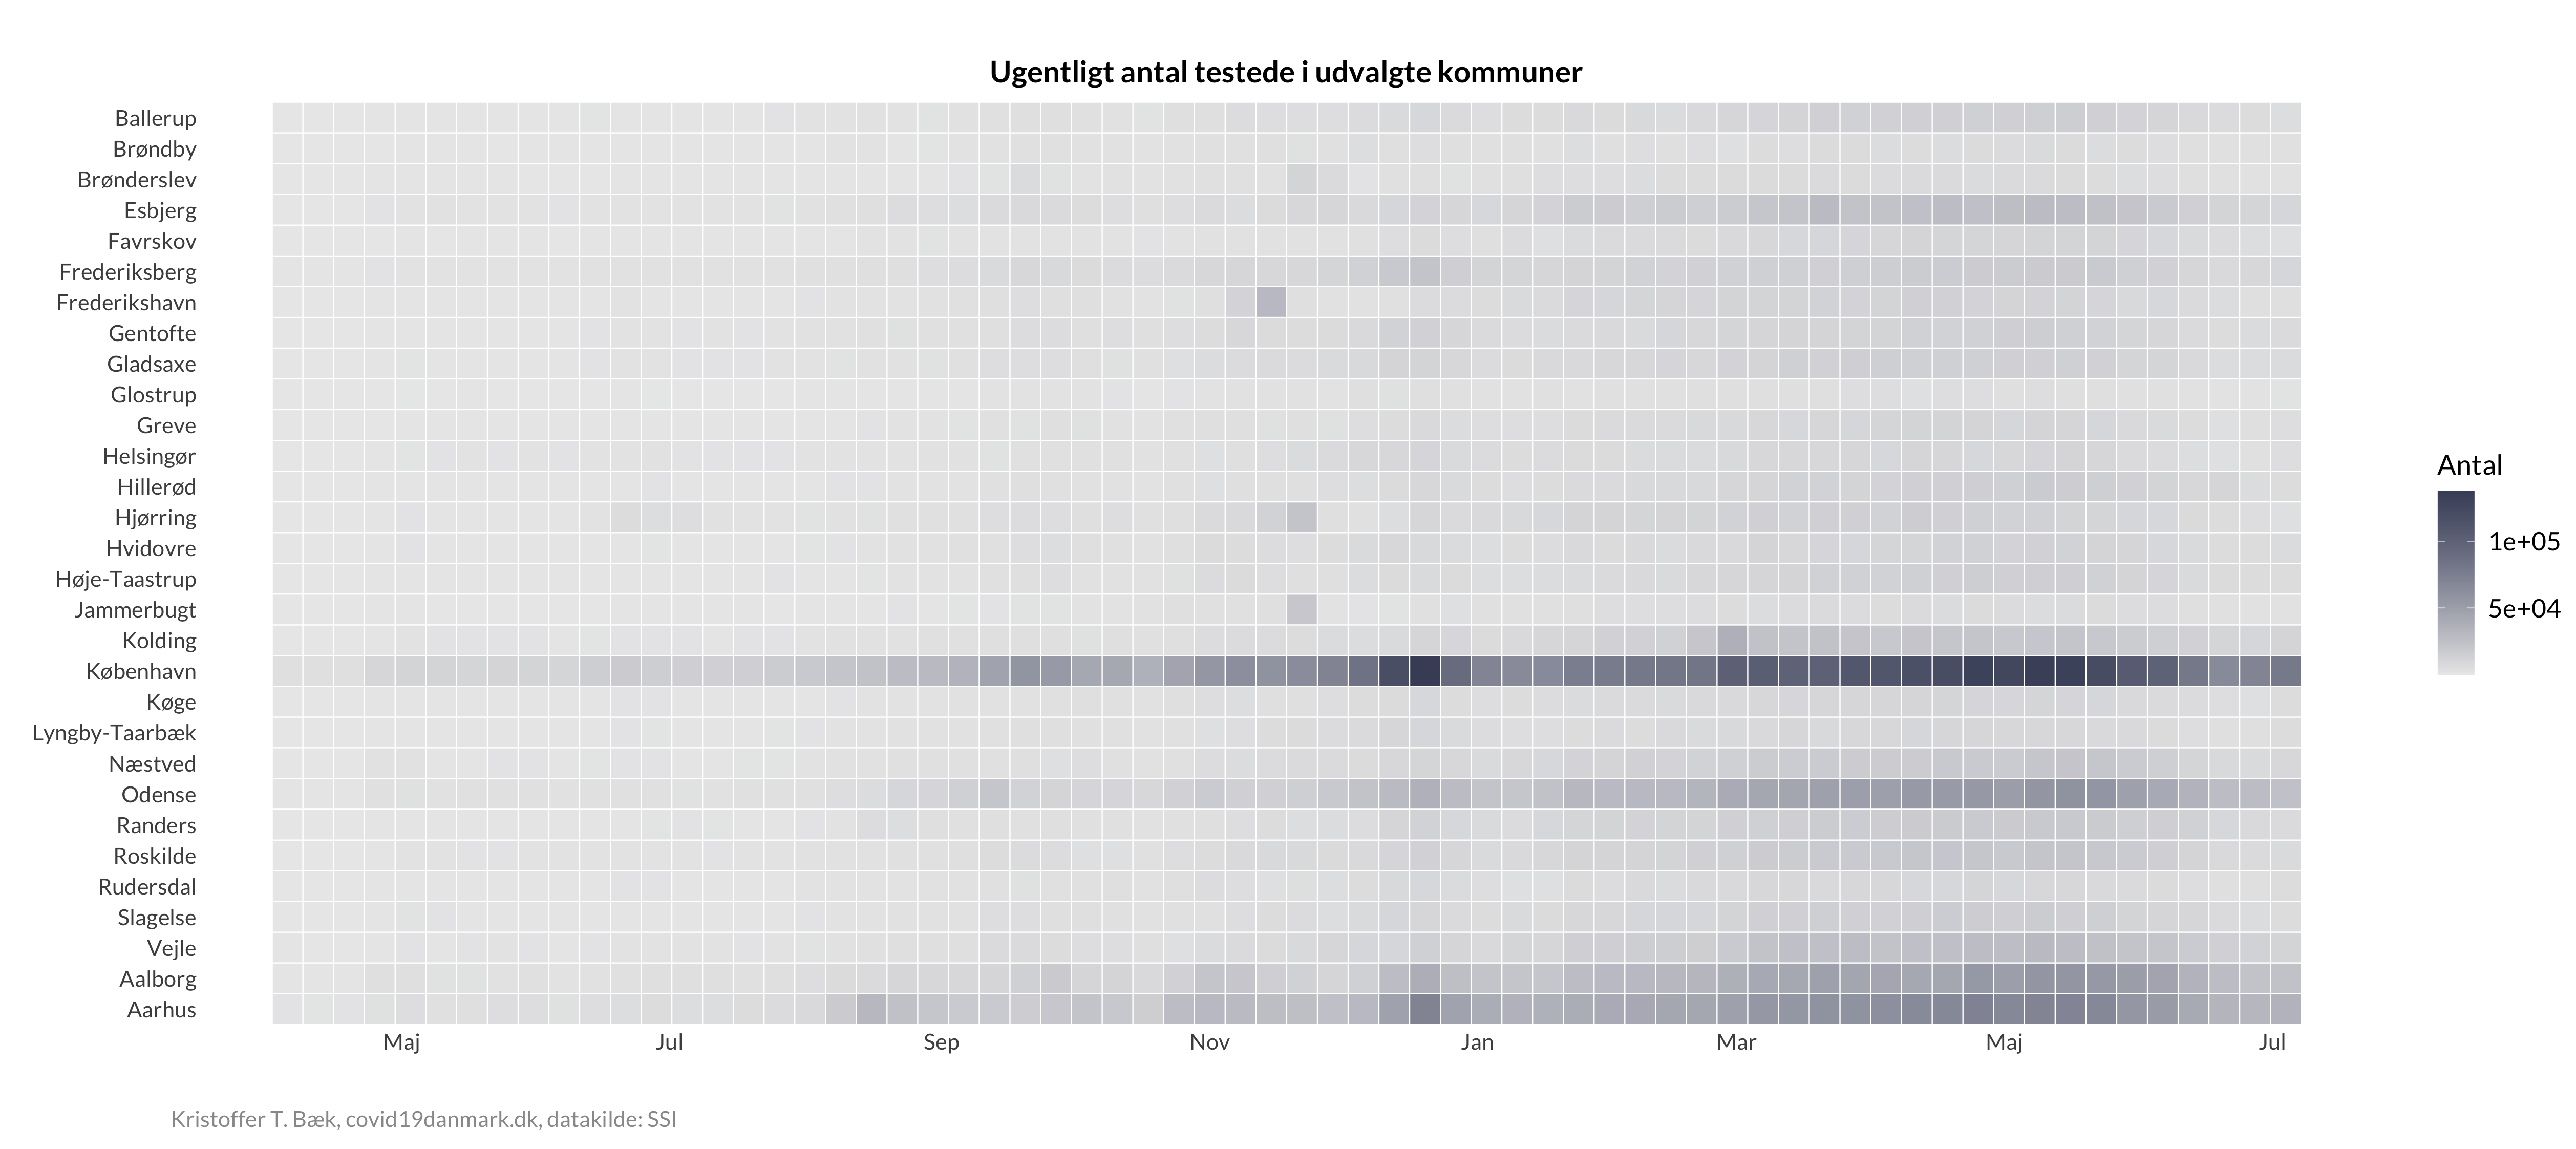 Ugentligt antal testede i udvalgte kommuner
Ballerup
Brøndby
Brønderslev
Esbjerg
Favrskov
Frederiksberg
Frederikshavn
Gentofte
Gladsaxe
Glostrup
Greve
Helsingør
Hillerød
Hjørring
Hvidovre
Høje-Taastrup
Jammerbugt
Kolding
København
Køge
Lyngby-Taarbæk
Næstved
Odense
Randers
Roskilde
Rudersdal
Slagelse
Vejle
Aalborg
Aarhus
Maj Jul Sep Nov Jan Mar Maj Jul
Antal
1e+05
5e+04
Kristoffer T. Bæk, covid19danmark.dk, datakilde: SSI